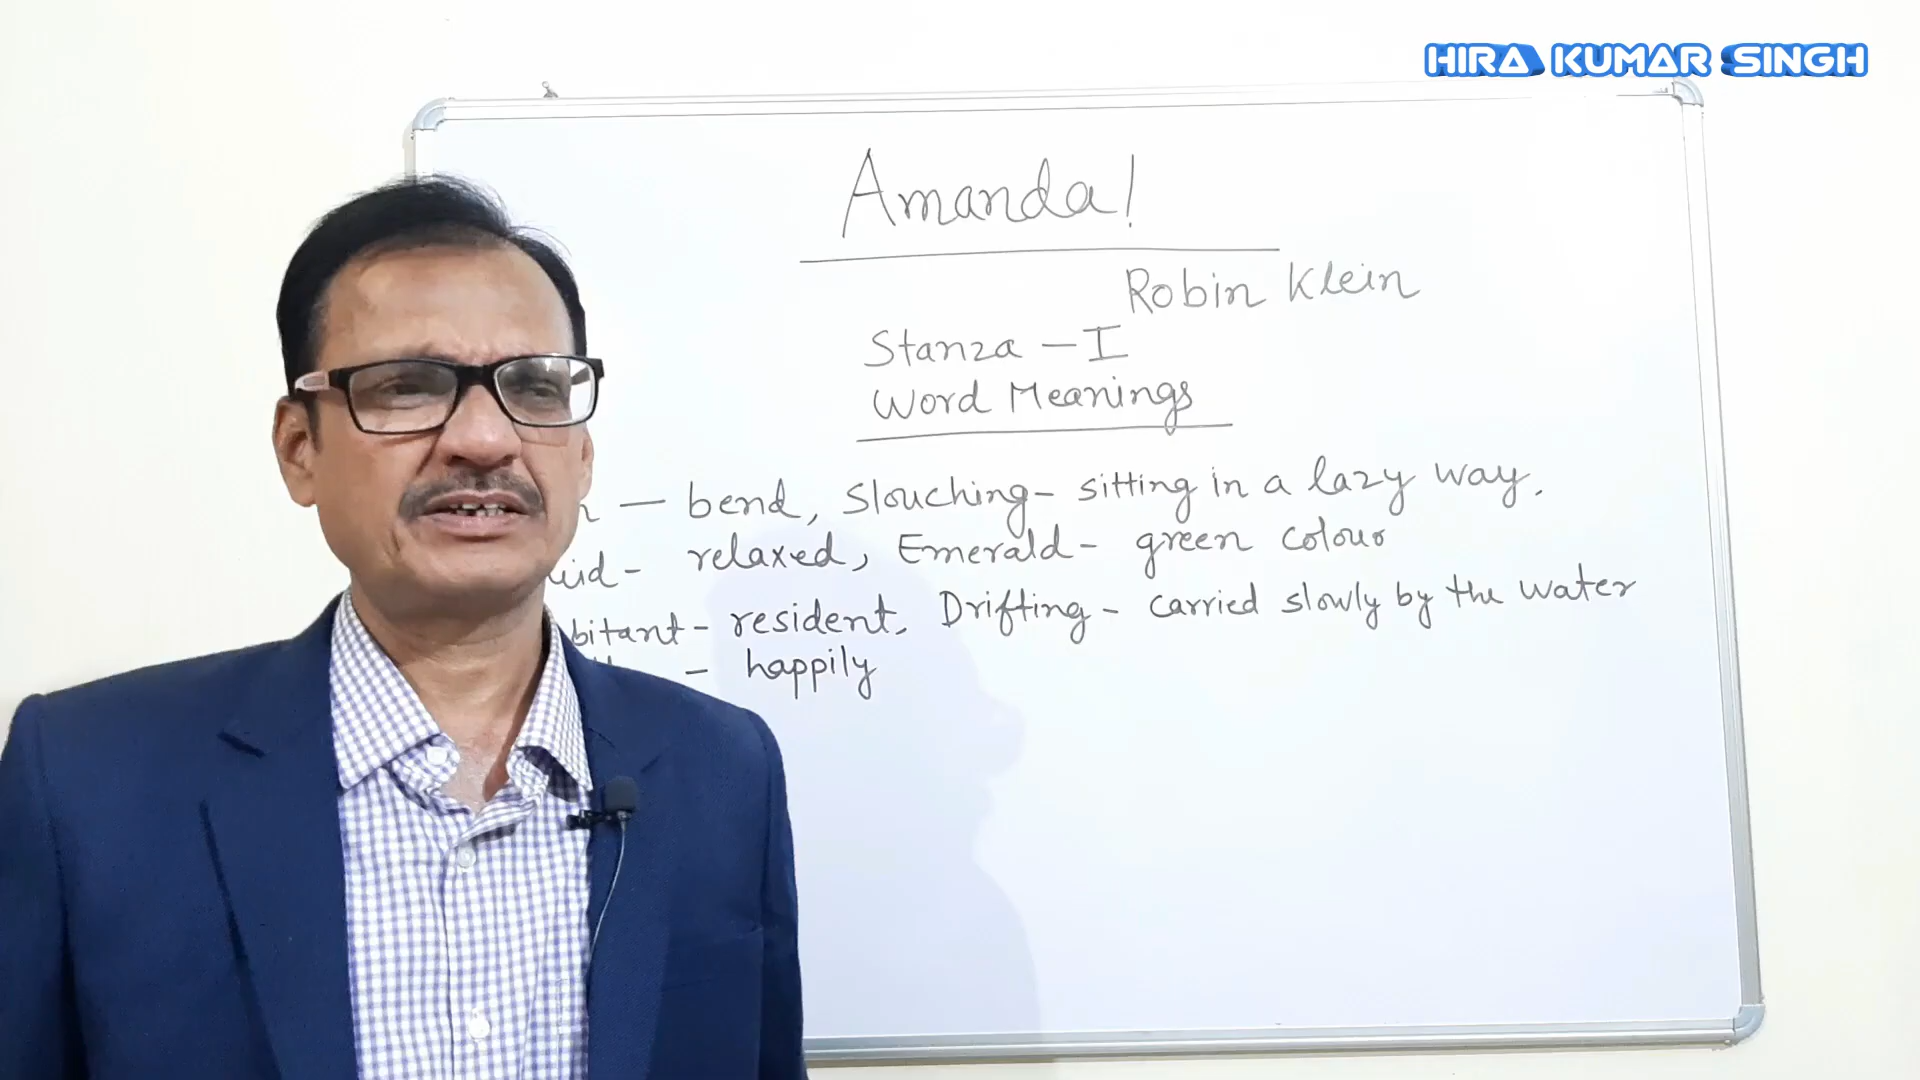 HIRA KUMAR SINGH
Amanda!
Robin Klein
Stanza - I
Word Meanings
— bend, Slouching - sitting in a lazy way.
relaxed, Emerald - green colour
bitant - resident, Drifting - carried slowly by the water
- happily